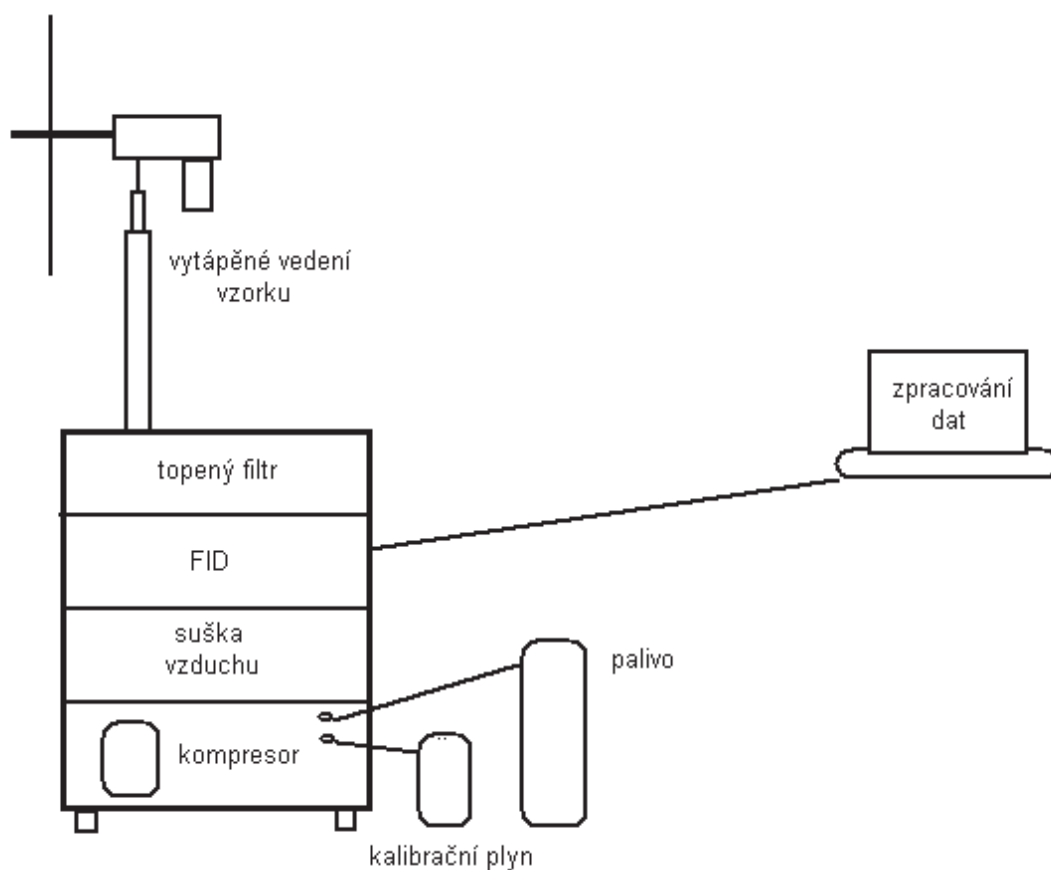 vytápěné vedení
vzorku
zpracování
dat
topený filtr
FID
suška
vzduchu
palivo
kompresor
kalibrační plyn